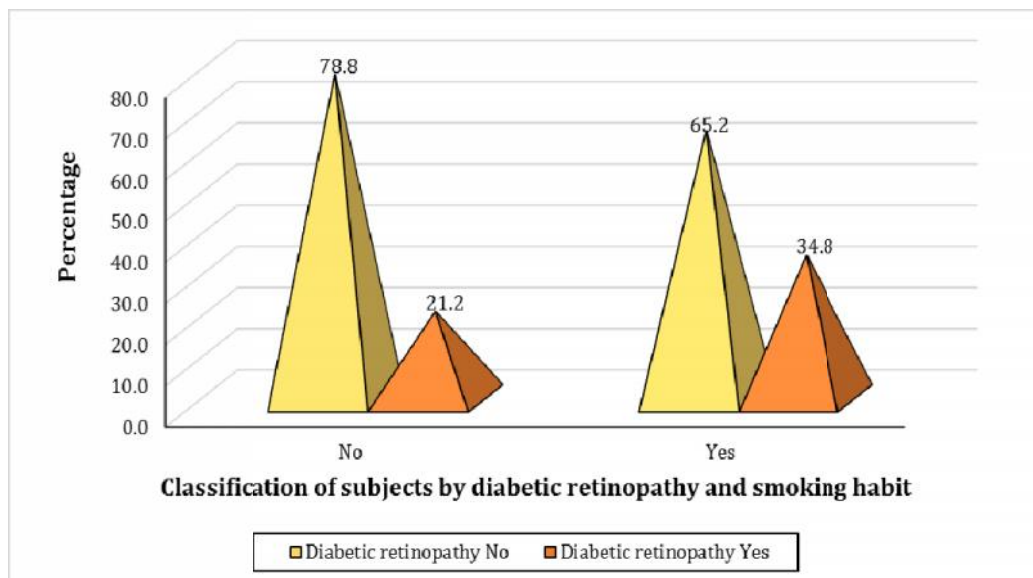 78.8
80.0
65.2
70.0
60.0
50.0
34.8
40.0
21.2
30.0
20.0
10.0
0.0
Percentage
No
Yes
Classification of subjects by diabetic retinopathy and smoking habit
Diabetic retinopathy No
Diabetic retinopathy Yes